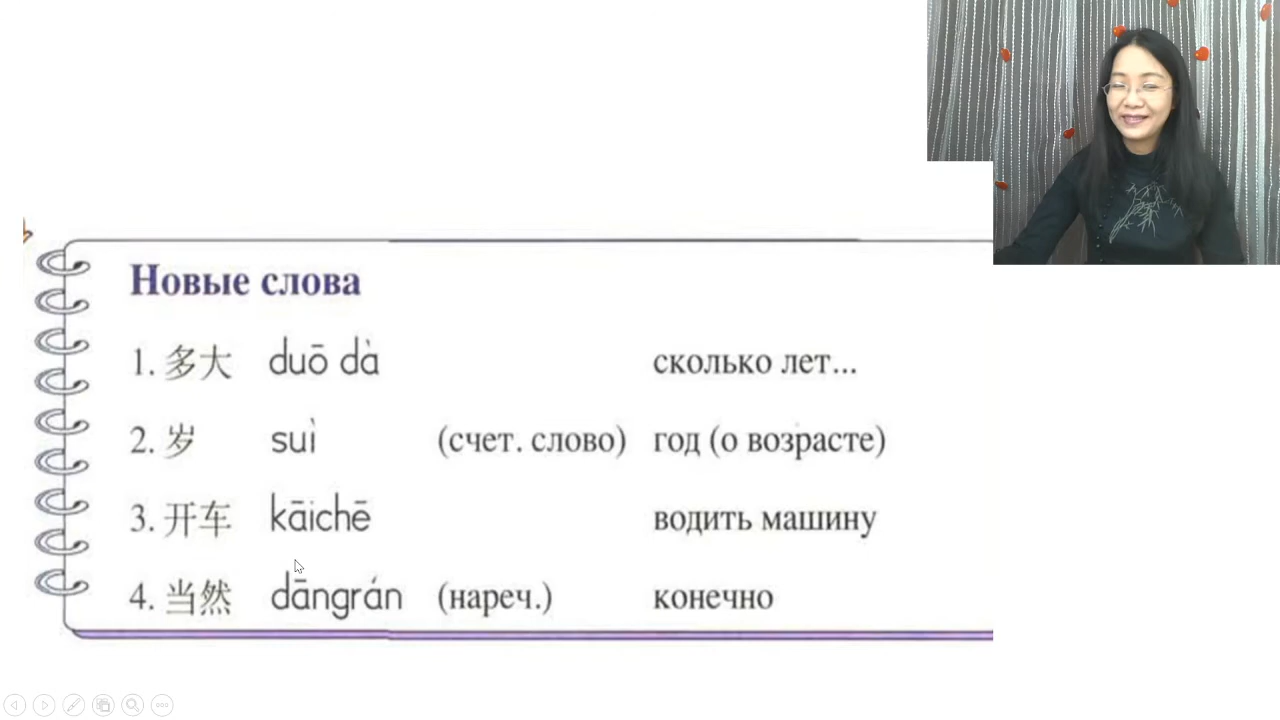 Новые слова
1. 多大 duō dà сколько лет...
2. 岁 suì (счет. слово) год (о возрасте)
3. 开车 kāichē водить машину
4. 当然 dāngrán (нареч.) конечно